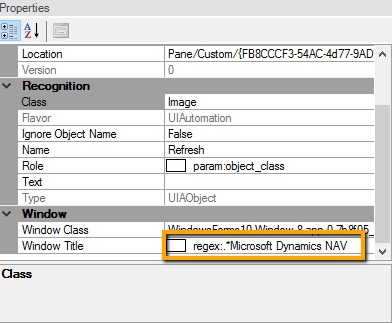 Properties
Location Pane/Custom/{FB8CCCF3-54AC-4d77-9AD
Version 0
Recognition
Class Image
Flavor UIAutomation
Ignore Object Name False
Name Refresh
Role param:object_class
Text
Type UIAObject
Window
Window Class WindowsForms10.Window.8.app.0.7b9f05_
Window Title regex:.*Microsoft Dynamics NAV
Class